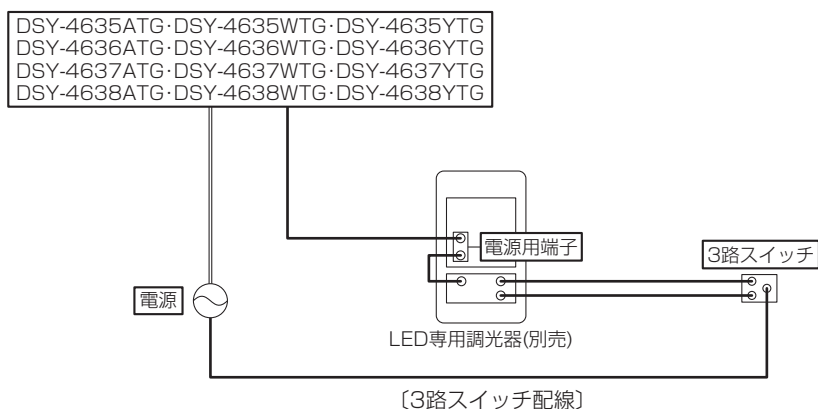 DSY-4635ATG･DSY-4635WTG･DSY-4635YTG
DSY-4636ATG･DSY-4636WTG･DSY-4636YTG
DSY-4637ATG･DSY-4637WTG･DSY-4637YTG
DSY-4638ATG･DSY-4638WTG･DSY-4638YTG
電源用端子
3路スイッチ
電源
LED専用調光器(別売)
〔3路スイッチ配線〕